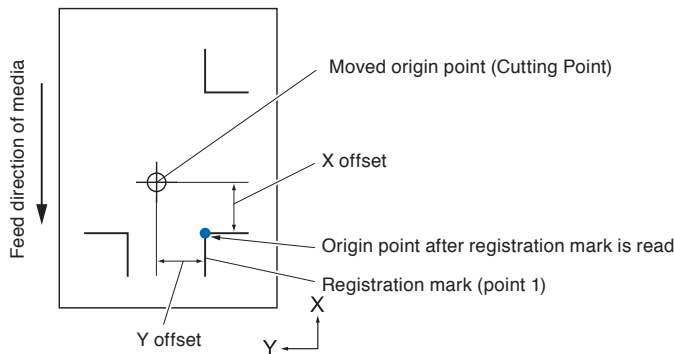 Moved origin point (Cutting Point)
Feed direction of media
X offset
Origin point after registration mark is read
Registration mark (point 1)
X
Y offset
Y